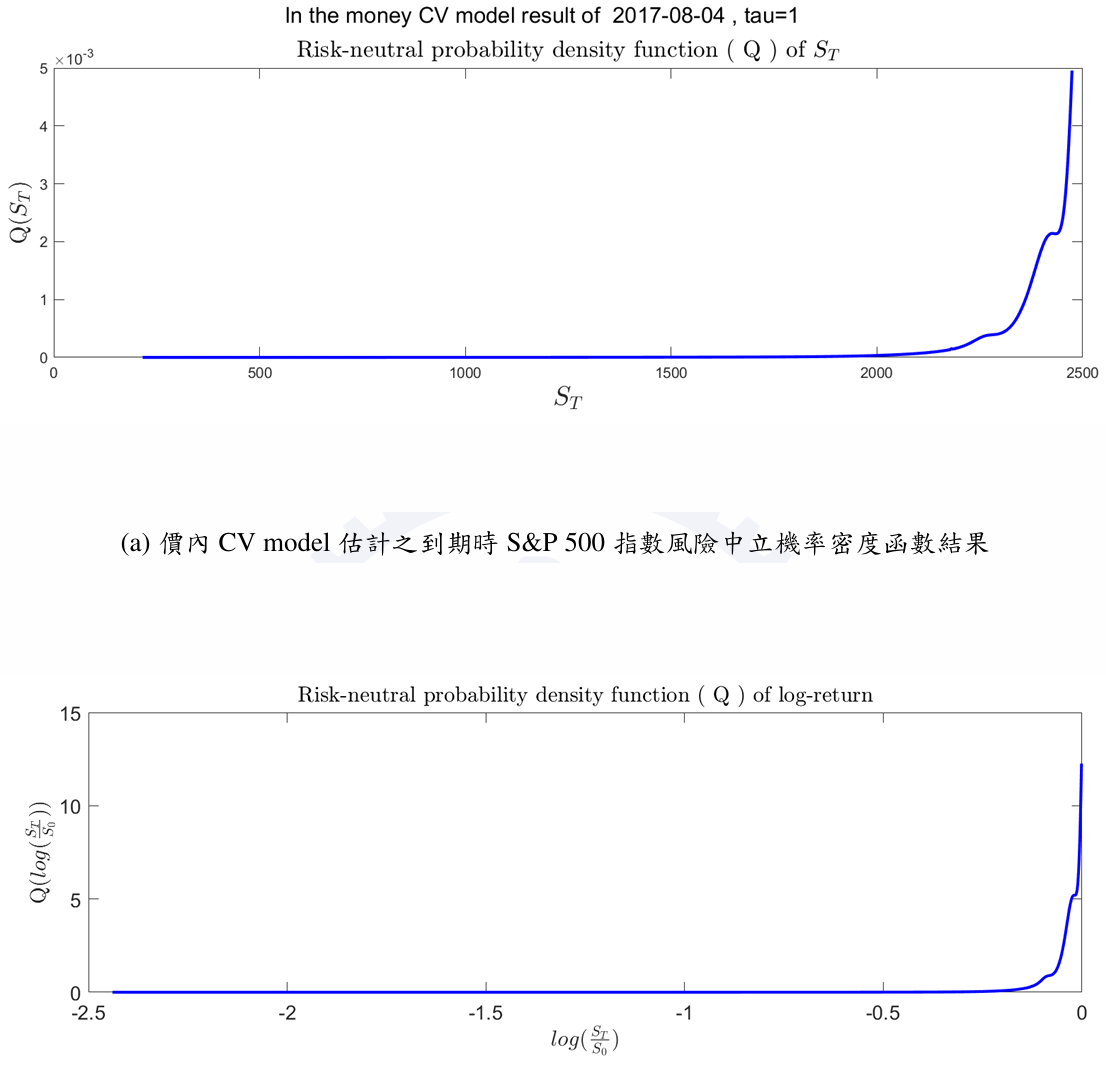 In the money CV model result of 2017-08-04 , tau=1
Risk-neutral probability density function ( Q ) of S_T
×10^-3
5
4
3
2
1
0
Q(S_T)
0 500 1000 1500 2000 2500
S_T
(a) 價內 CV model 估計之到期時 S&P 500 指數風險中立機率密度函數結果
Risk-neutral probability density function ( Q ) of log-return
15
10
5
0
Q(log(S_T/S_0))
-2.5 -2 -1.5 -1 -0.5 0
log(S_T/S_0)